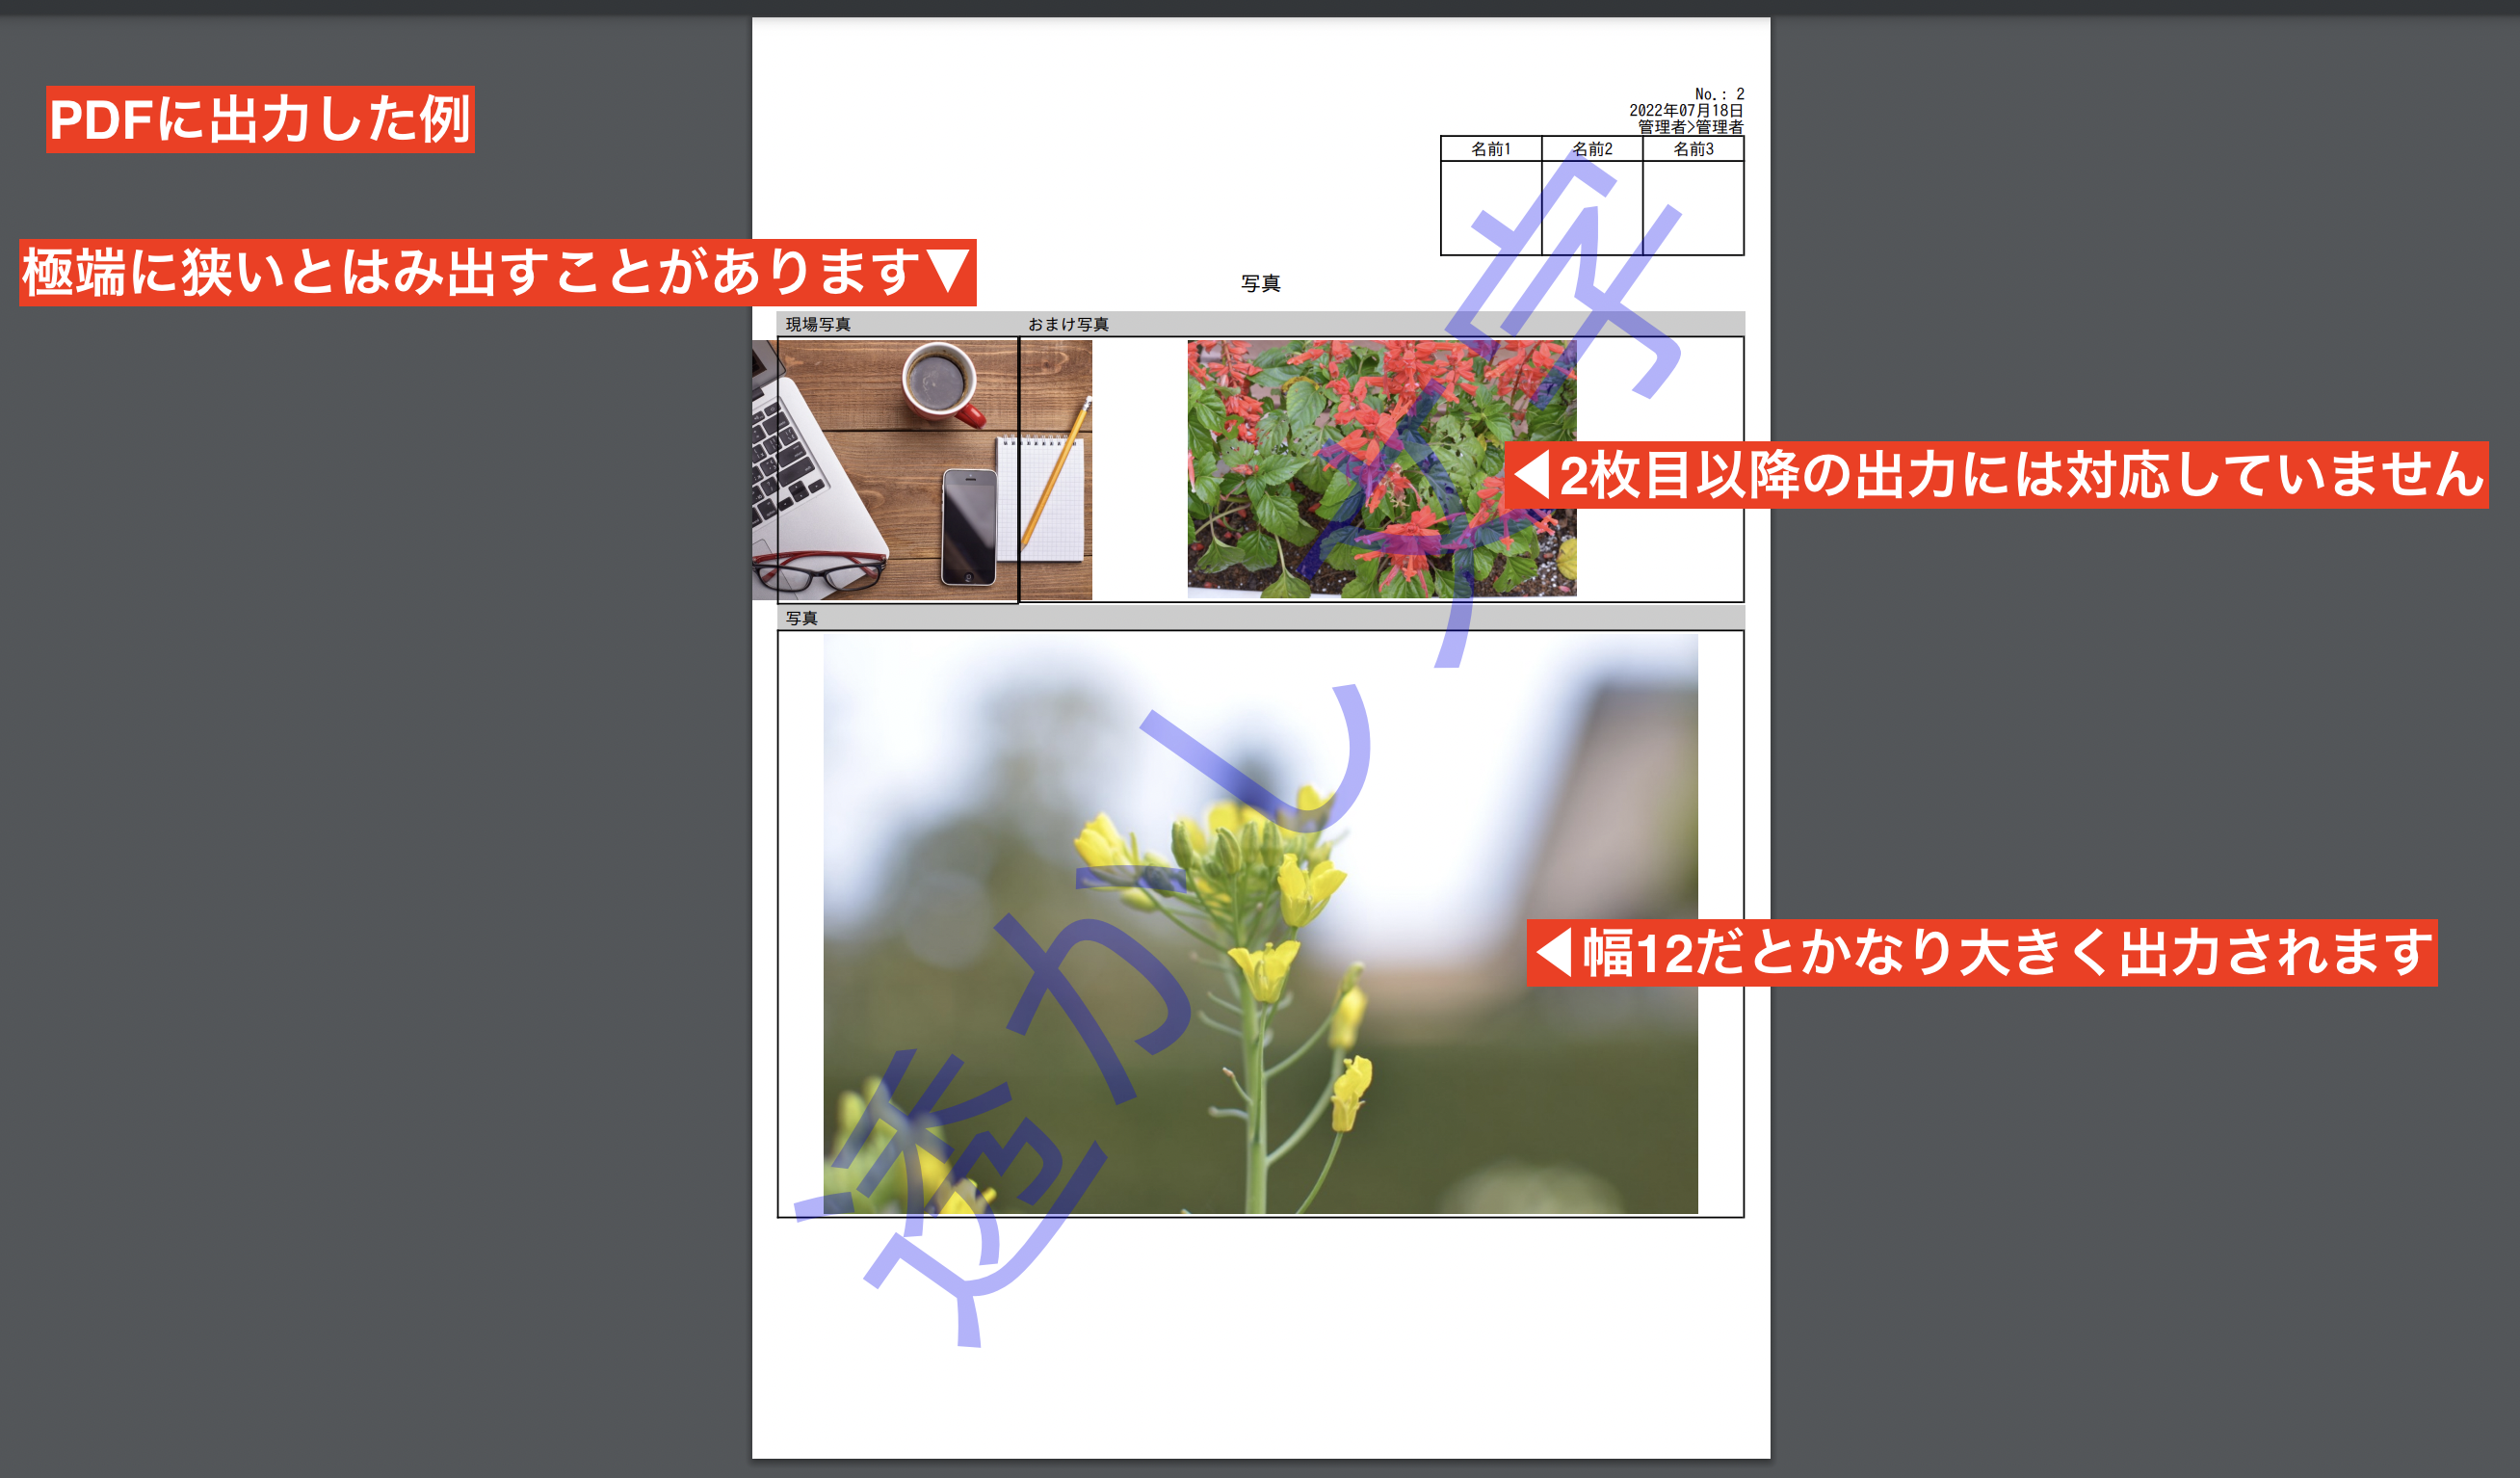 PDFに出力した例
No.: 2
2022年07月18日
管理者>管理者
名前1 名前2 名前3
極端に狭いとはみ出すことがあります▼
写真
現場写真 おまけ写真
◀2枚目以降の出力には対応していません
写真
◀幅12だとかなり大きく出力されます
透かし文字